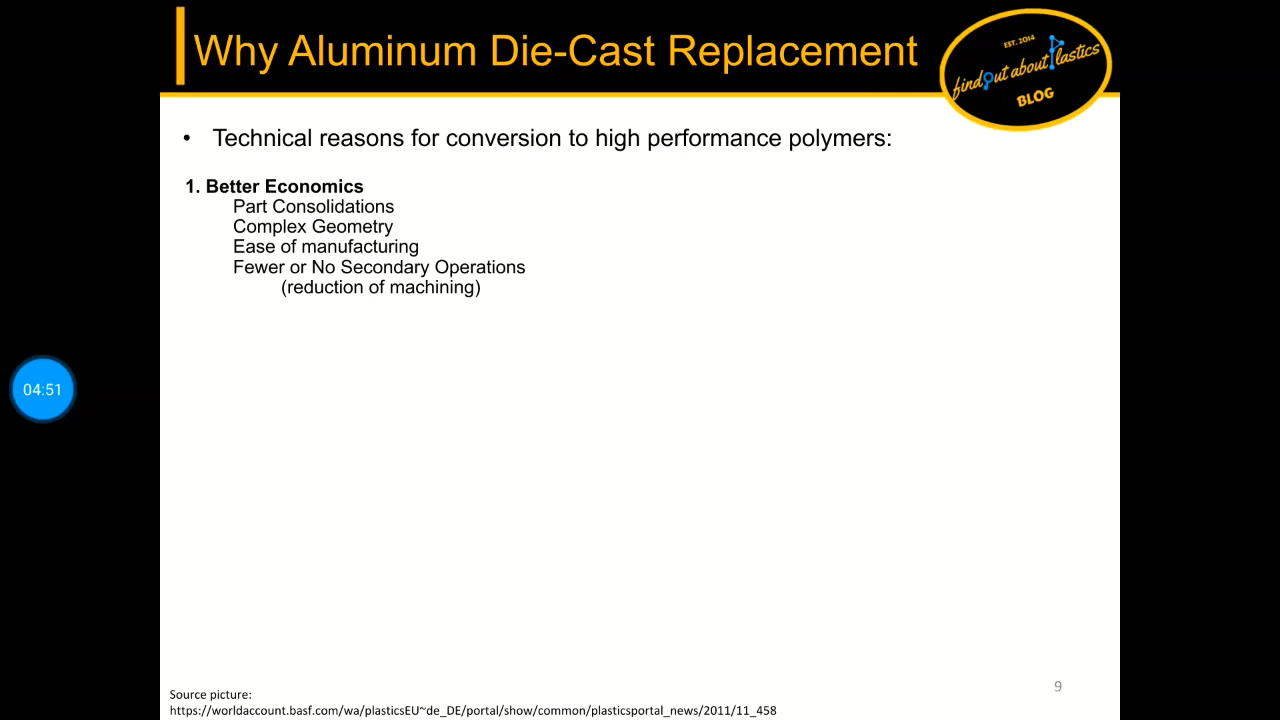 Why Aluminum Die-Cast Replacement
EST. 2014
findout about plastics
BLOG
• Technical reasons for conversion to high performance polymers:
1. Better Economics
Part Consolidations
Complex Geometry
Ease of manufacturing
Fewer or No Secondary Operations
(reduction of machining)
04:51
9
Source picture:
https://worldaccount.basf.com/wa/plasticsEU~de_DE/portal/show/common/plasticsportal_news/2011/11_458